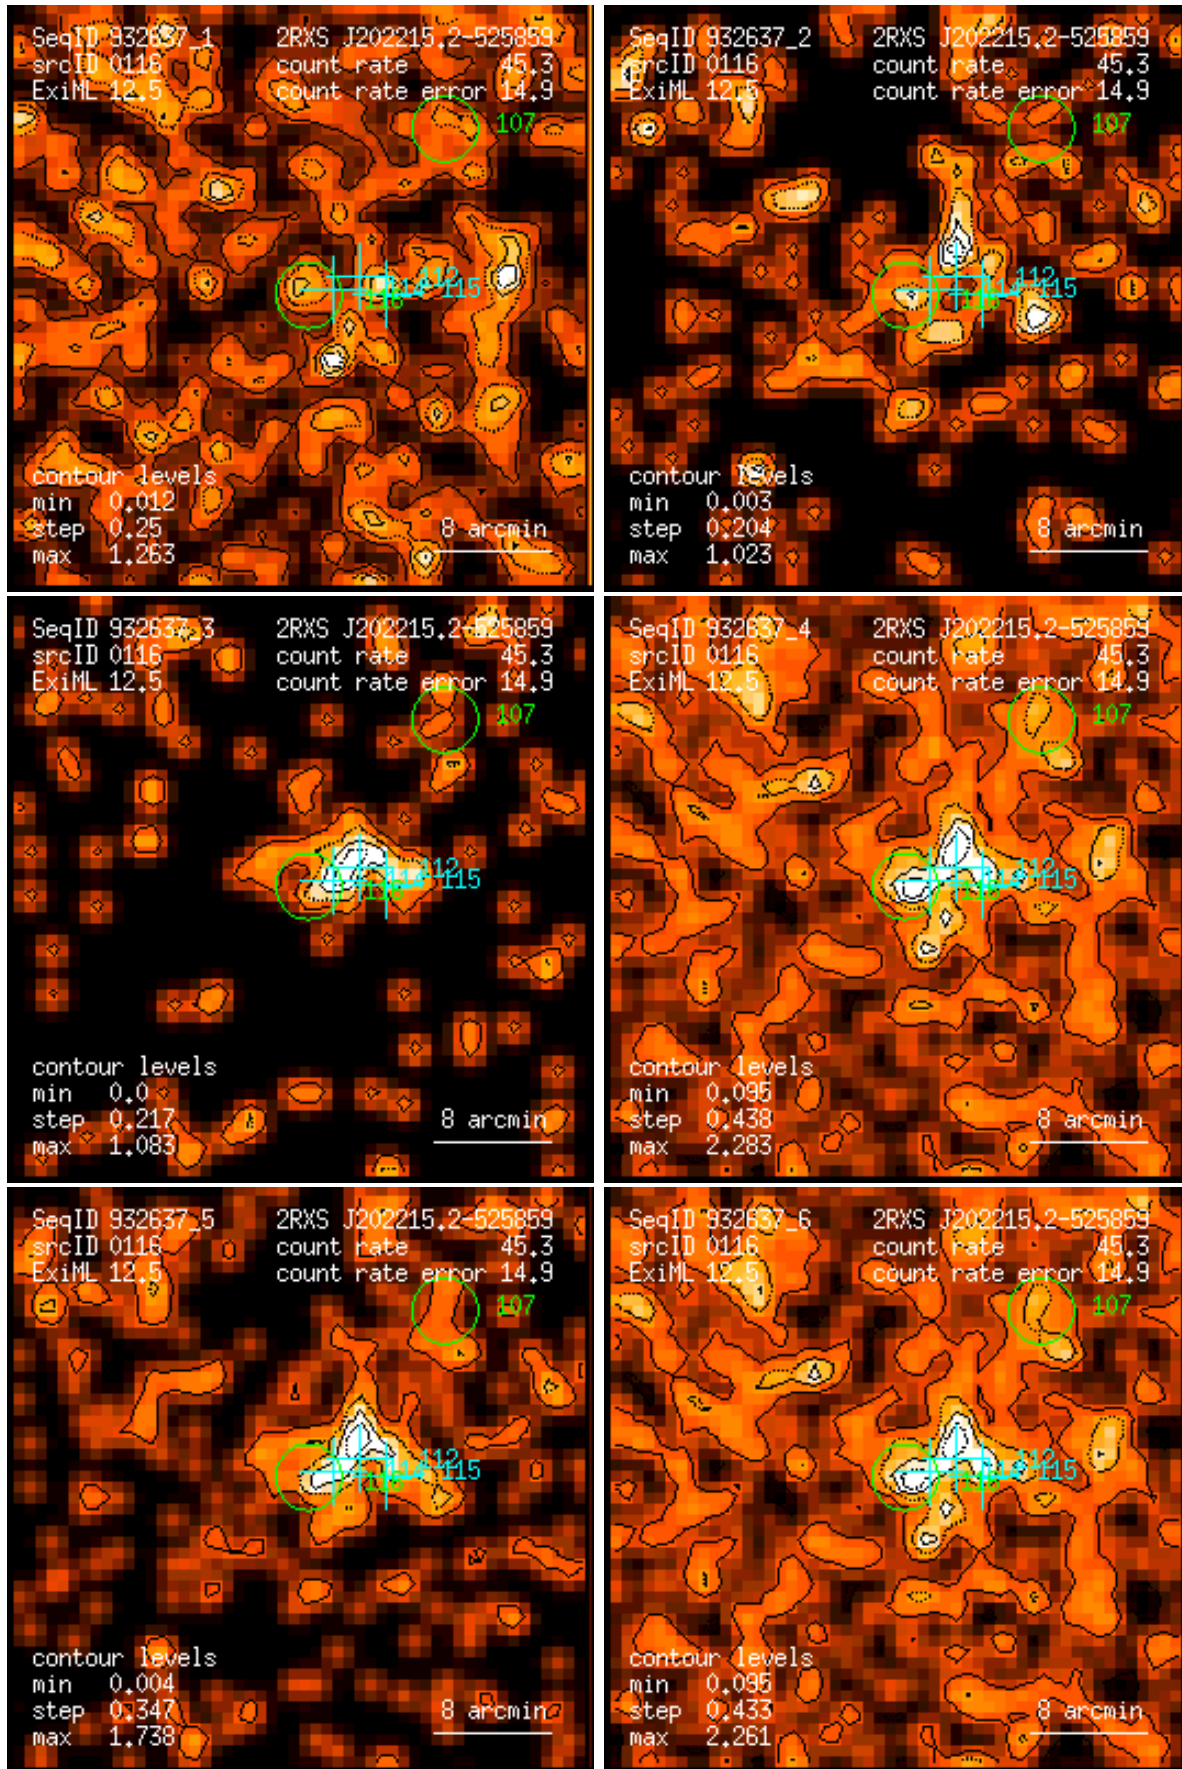 SeqID 932637_1 2RXS J202215.2-525859
srcID 0116 count rate 45.3
ExiML 12.5 count rate error 14.9
107
112
114 115
contour levels
min 0.012
step 0.25 8 arcmin
max 1.263
SeqID 932637_2 2RXS J202215.2-525859
srcID 0116 count rate 45.3
ExiML 12.5 count rate error 14.9
107
112
114 115
contour levels
min 0.003
step 0.204 8 arcmin
max 1.023
SeqID 932637_3 2RXS J202215.2-525859
srcID 0116 count rate 45.3
ExiML 12.5 count rate error 14.9
107
112
114 115
contour levels
min 0.0
step 0.217 8 arcmin
max 1.083
SeqID 932637_4 2RXS J202215.2-525859
srcID 0116 count rate 45.3
ExiML 12.5 count rate error 14.9
107
112
114 115
contour levels
min 0.095
step 0.438 8 arcmin
max 2.283
SeqID 932637_5 2RXS J202215.2-525859
srcID 0116 count rate 45.3
ExiML 12.5 count rate error 14.9
107
112
114 115
contour levels
min 0.004
step 0.347 8 arcmin
max 1.738
SeqID 932637_6 2RXS J202215.2-525859
srcID 0116 count rate 45.3
ExiML 12.5 count rate error 14.9
107
112
114 115
contour levels
min 0.095
step 0.433 8 arcmin
max 2.261